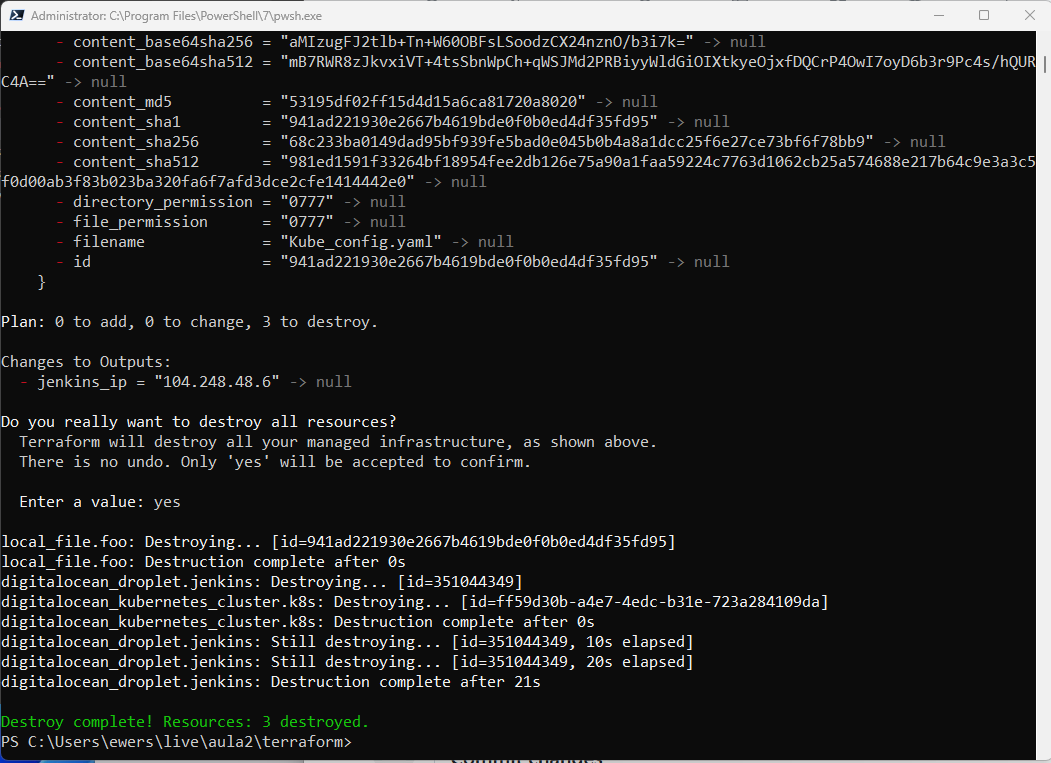 Administrator: C:\Program Files\PowerShell\7\pwsh.exe
- content_base64sha256 = "aMIzugFJ2tlb+Tn+W60OBFsLSoodzCX24nznO/b3i7k=" -> null
- content_base64sha512 = "mB7RWR8zJkvxiVT+4tsSbnWpCh+qWSJMd2PRBiyyWldGiOIXtkyeOjxfDQCrP4OwI7oyD6b3r9Pc4s/hQUR
C4A==" -> null
- content_md5 = "53195df02ff15d4d15a6ca81720a8020" -> null
- content_sha1 = "941ad221930e2667b4619bde0f0b0ed4df35fd95" -> null
- content_sha256 = "68c233ba0149dad95bf939fe5bad0e045b0b4a8a1dcc25f6e27ce73bf6f78bb9" -> null
- content_sha512 = "981ed1591f33264bf18954fee2db126e75a90a1faa59224c7763d1062cb25a574688e217b64c9e3a3c5
f0d00ab3f83b023ba320fa6f7afd3dce2cfe1414442e0" -> null
- directory_permission = "0777" -> null
- file_permission = "0777" -> null
- filename = "Kube_config.yaml" -> null
- id = "941ad221930e2667b4619bde0f0b0ed4df35fd95" -> null
}
Plan: 0 to add, 0 to change, 3 to destroy.
Changes to Outputs:
- jenkins_ip = "104.248.48.6" -> null
Do you really want to destroy all resources?
Terraform will destroy all your managed infrastructure, as shown above.
There is no undo. Only 'yes' will be accepted to confirm.
Enter a value: yes
local_file.foo: Destroying... [id=941ad221930e2667b4619bde0f0b0ed4df35fd95]
local_file.foo: Destruction complete after 0s
digitalocean_droplet.jenkins: Destroying... [id=351044349]
digitalocean_kubernetes_cluster.k8s: Destroying... [id=ff59d30b-a4e7-4edc-b31e-723a284109da]
digitalocean_kubernetes_cluster.k8s: Destruction complete after 0s
digitalocean_droplet.jenkins: Still destroying... [id=351044349, 10s elapsed]
digitalocean_droplet.jenkins: Still destroying... [id=351044349, 20s elapsed]
digitalocean_droplet.jenkins: Destruction complete after 21s
Destroy complete! Resources: 3 destroyed.
PS C:\Users\ewers\live\aula2\terraform>